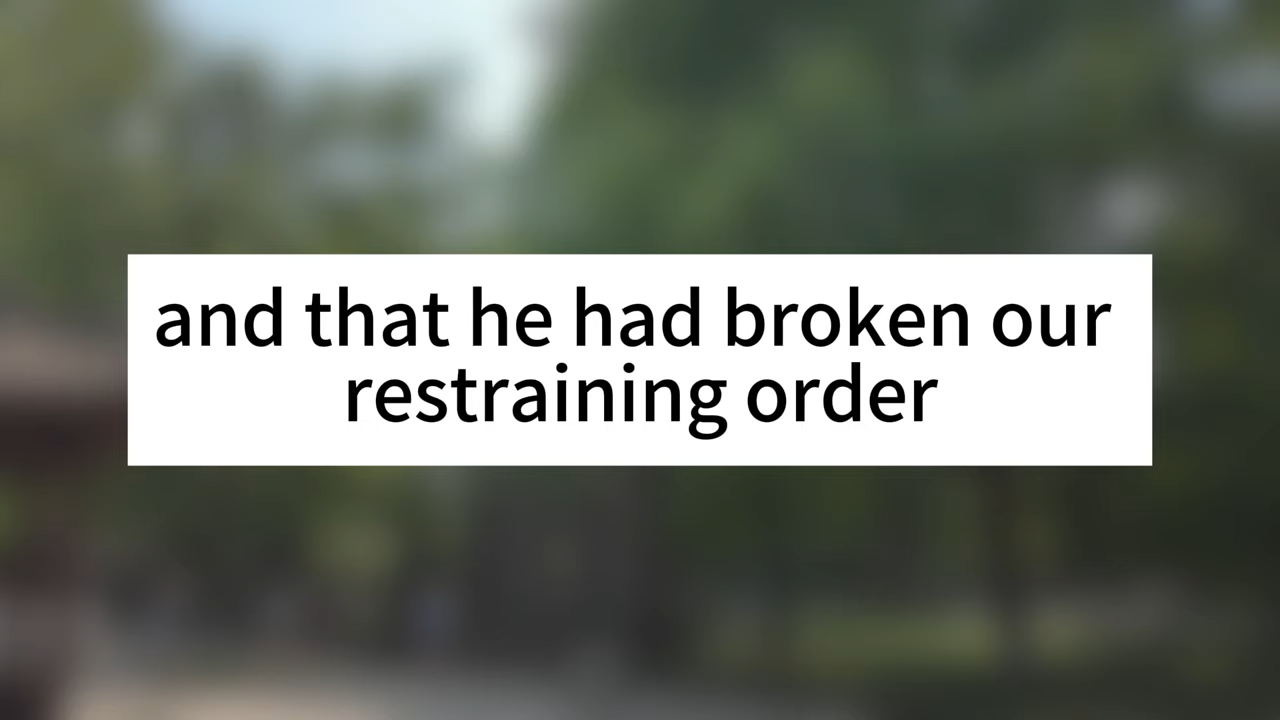 and that he had broken our
restraining order